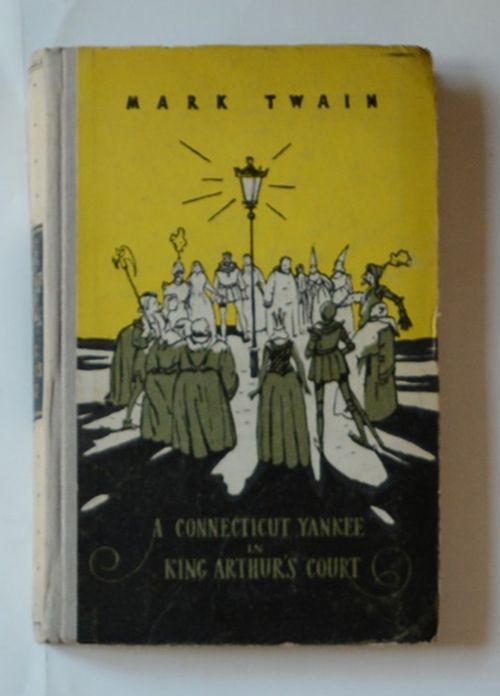 MARK TWAIN
A CONNECTICUT YANKEE
IN
KING ARTHUR'S COURT